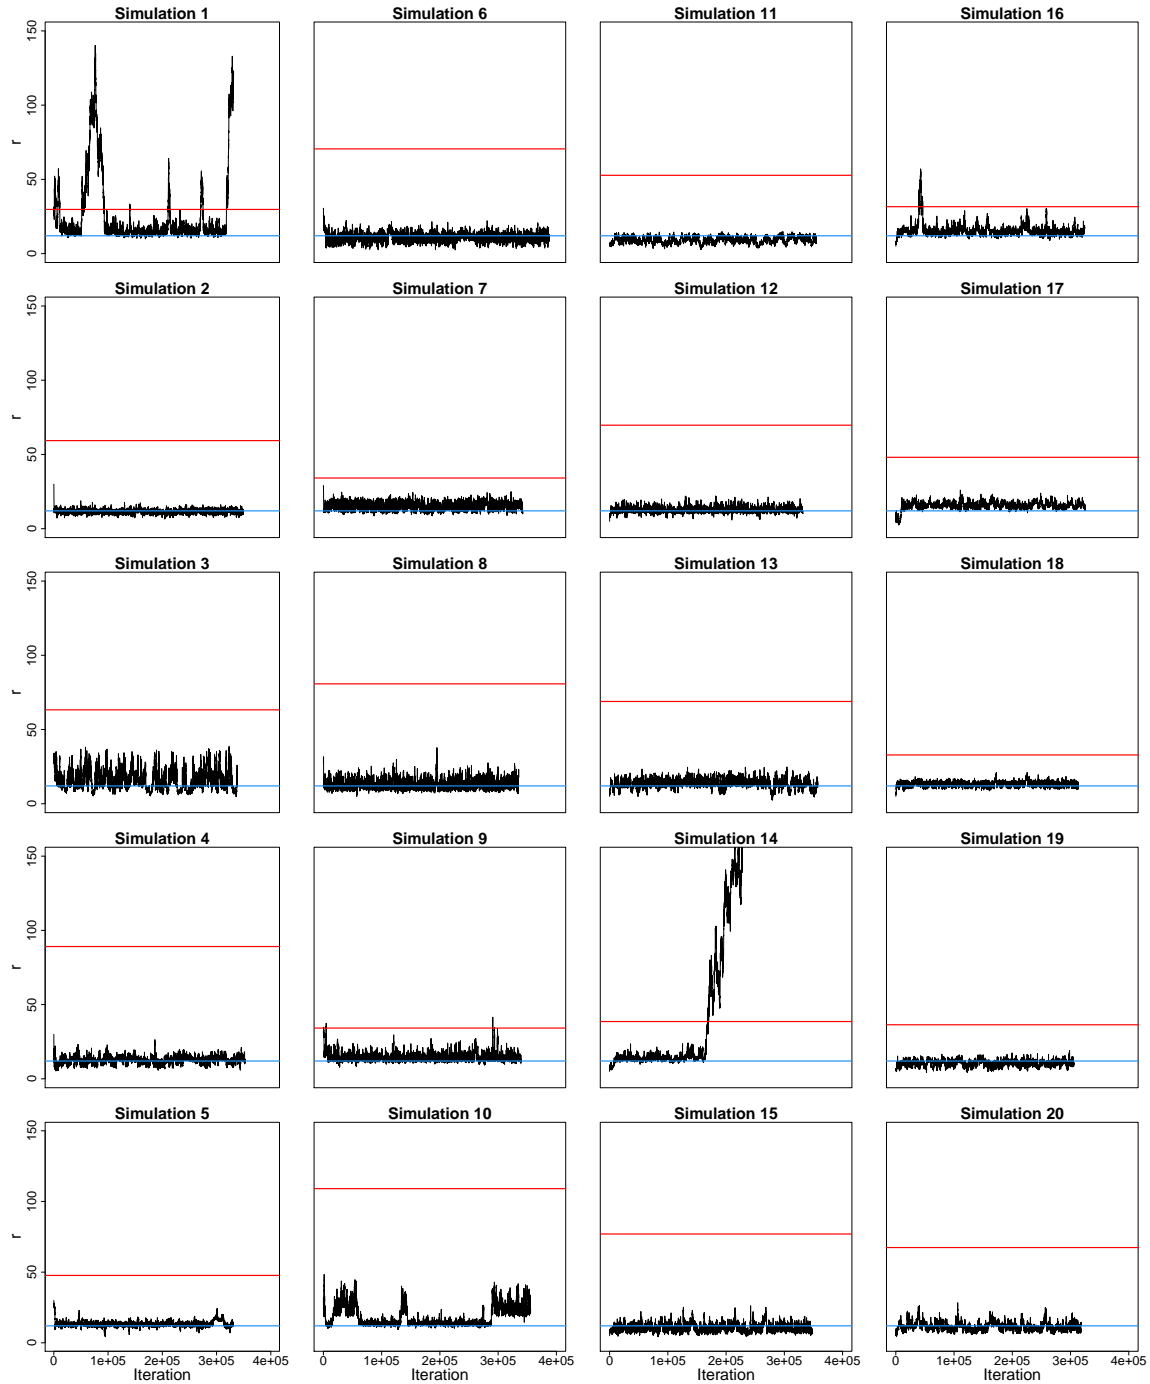 Simulation 1 Simulation 6 Simulation 11 Simulation 16
r 0 50 100 150
Simulation 2 Simulation 7 Simulation 12 Simulation 17
r 0 50 100 150
Simulation 3 Simulation 8 Simulation 13 Simulation 18
r 0 50 100 150
Simulation 4 Simulation 9 Simulation 14 Simulation 19
r 0 50 100 150
Simulation 5 Simulation 10 Simulation 15 Simulation 20
r 0 50 100 150
0 1e+05 2e+05 3e+05 4e+05 0 1e+05 2e+05 3e+05 4e+05 0 1e+05 2e+05 3e+05 4e+05 0 1e+05 2e+05 3e+05 4e+05
Iteration Iteration Iteration Iteration